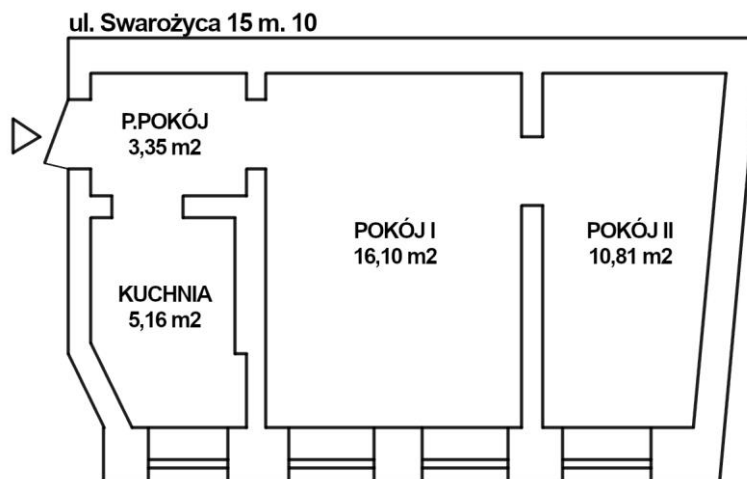 ul. Swarożyca 15 m. 10
P.POKÓJ
3,35 m2
POKÓJ I
16,10 m2
POKÓJ II
10,81 m2
KUCHNIA
5,16 m2